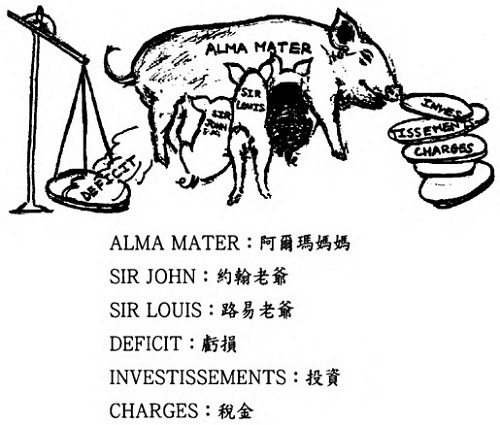 ALMA MATER
SIR
LOUIS
SIR
JOHN
DEFICIT
INVES
TISSEMEN
CHARGES
ALMA MATER：阿爾瑪媽媽
SIR JOHN：約翰老爺
SIR LOUIS：路易老爺
DEFICIT：虧損
INVESTISSEMENTS：投資
CHARGES：稅金